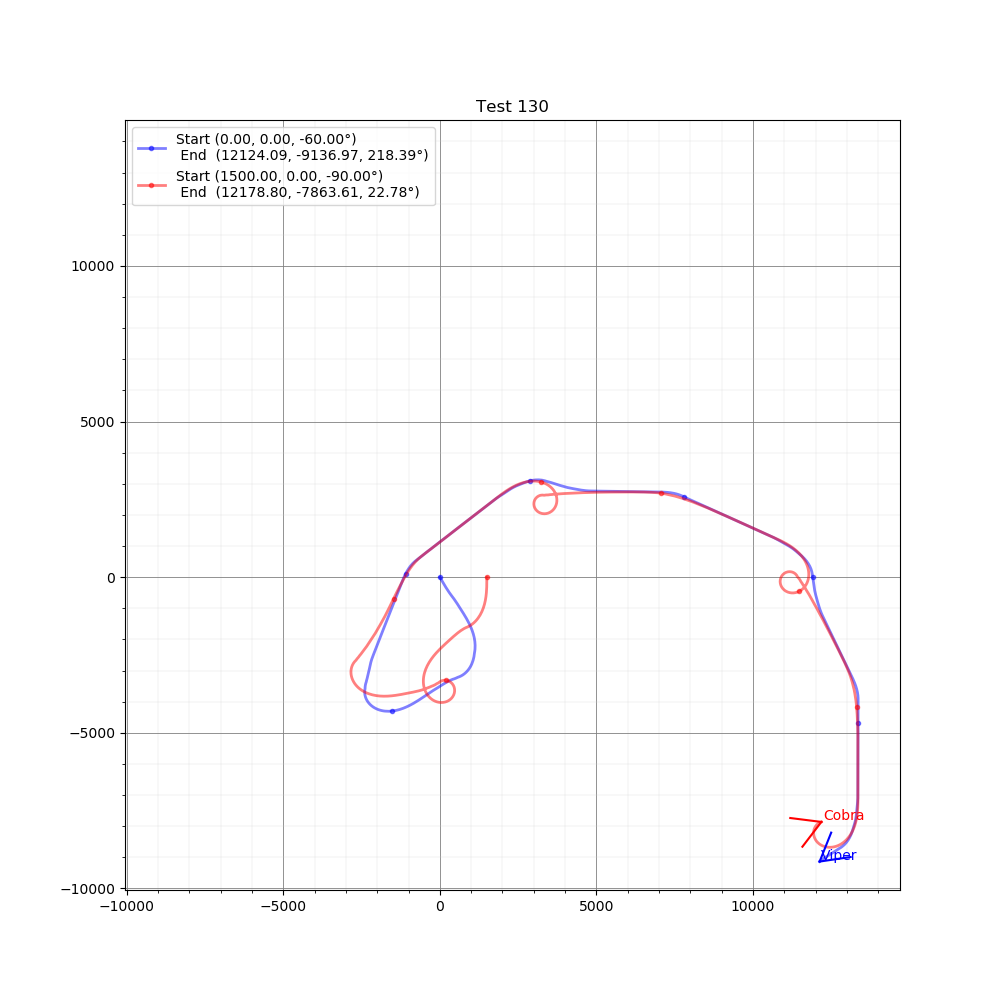 Test 130
Start (0.00, 0.00, -60.00°)
End  (12124.09, -9136.97, 218.39°)
Start (1500.00, 0.00, -90.00°)
End  (12178.80, -7863.61, 22.78°)
10000
5000
0
−5000
−10000
Cobra
Viper
−10000
−5000
0
5000
10000